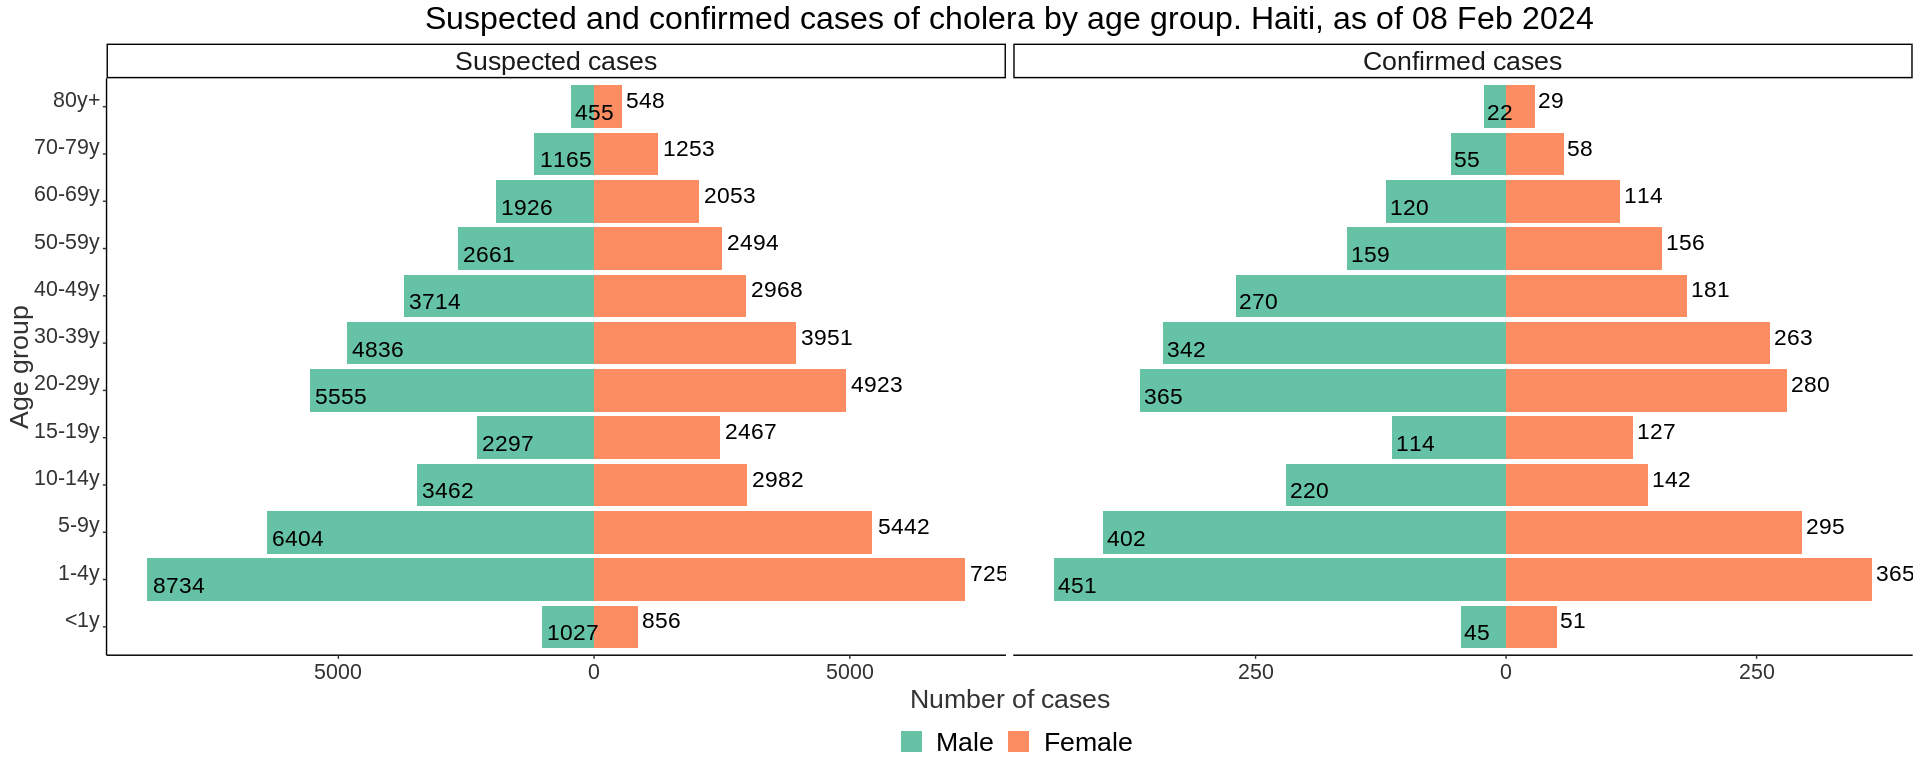 Suspected and confirmed cases of cholera by age group. Haiti, as of 08 Feb 2024
Suspected cases
Confirmed cases
Age group
80y+ 455 548 22 29
70-79y 1165 1253 55 58
60-69y 1926 2053 120 114
50-59y 2661 2494 159 156
40-49y 3714 2968 270 181
30-39y 4836 3951 342 263
20-29y 5555 4923 365 280
15-19y 2297 2467 114 127
10-14y 3462 2982 220 142
5-9y 6404 5442 402 295
1-4y 8734 725 451 365
<1y 1027 856 45 51
5000 0 5000 250 0 250
Number of cases
Male Female